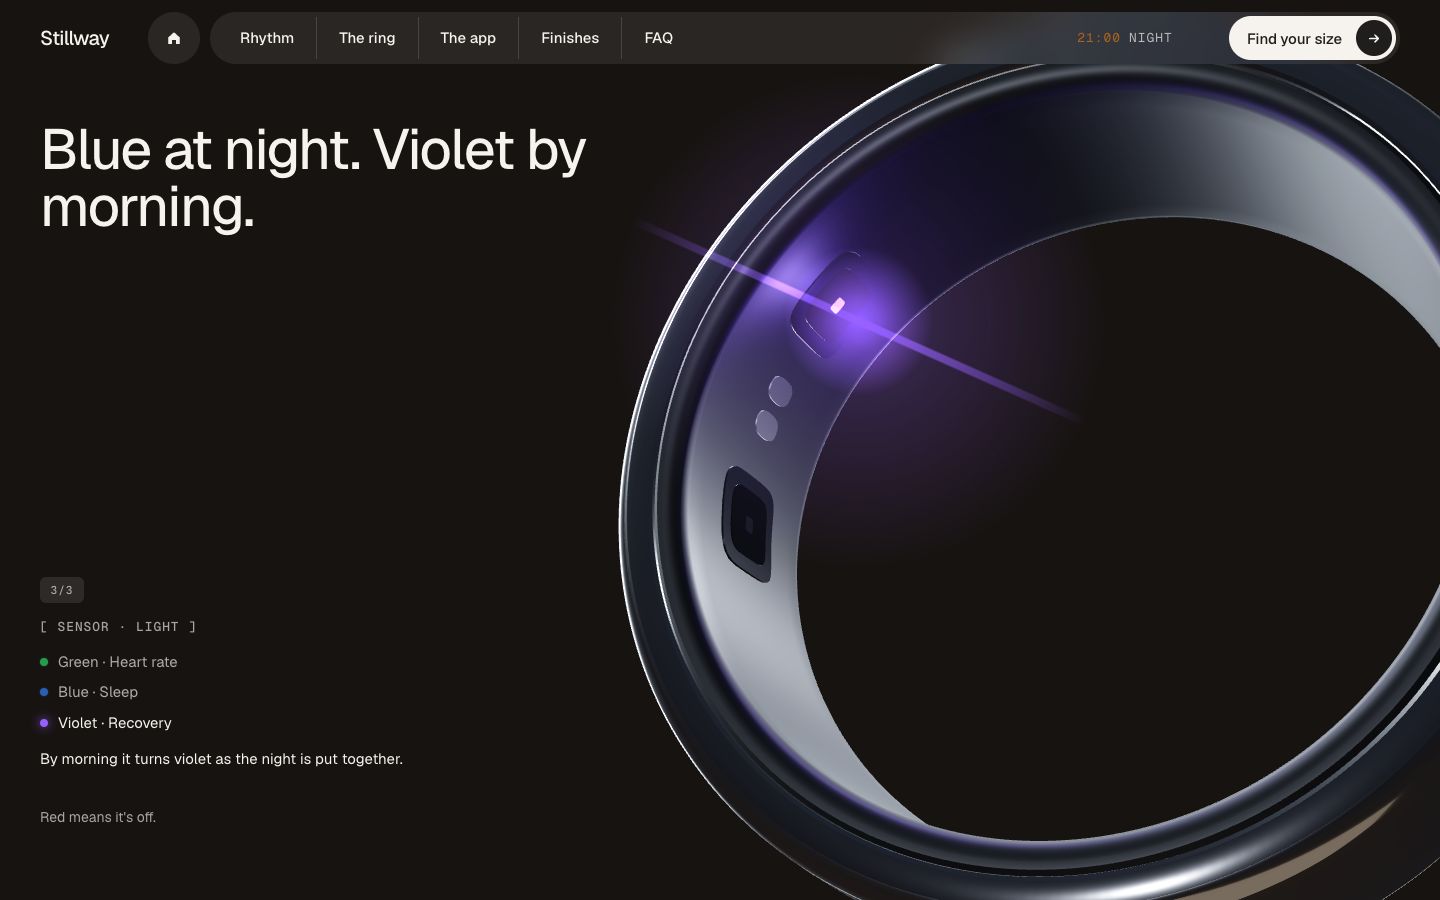 Stillway
Rhythm
The ring
The app
Finishes
FAQ
21:00 NIGHT
Find your size
Blue at night. Violet by
morning.
3/3
[ SENSOR · LIGHT ]
Green · Heart rate
Blue · Sleep
Violet · Recovery
By morning it turns violet as the night is put together.
Red means it's off.